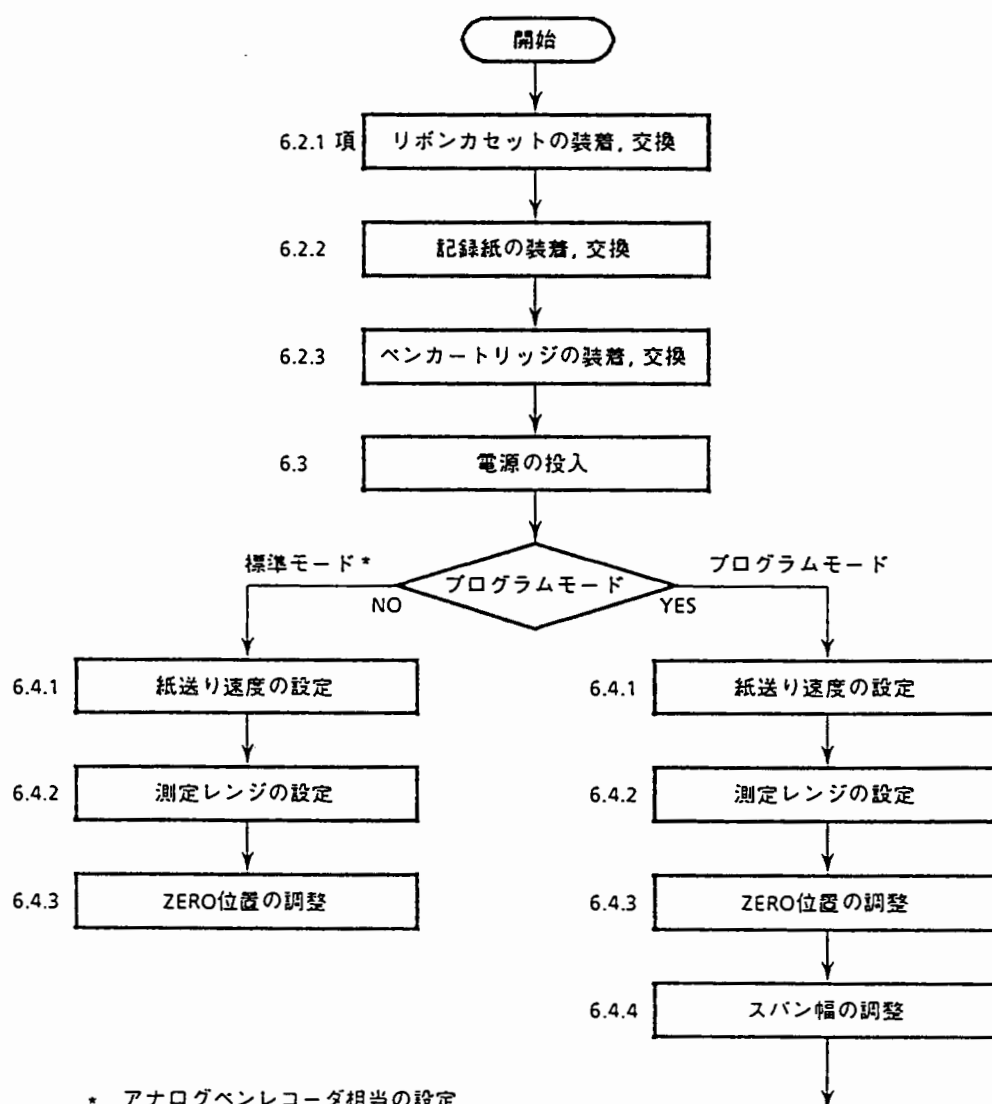 開始
6.2.1 項 リボンカセットの装着, 交換
6.2.2 記録紙の装着, 交換
6.2.3 ペンカートリッジの装着, 交換
6.3 電源の投入
標準モード* プログラムモード プログラムモード
NO YES
6.4.1 紙送り速度の設定 6.4.1 紙送り速度の設定
6.4.2 測定レンジの設定 6.4.2 測定レンジの設定
6.4.3 ZERO位置の調整 6.4.3 ZERO位置の調整
6.4.4 スパン幅の調整
* アナログペンレコーダ相当の設定